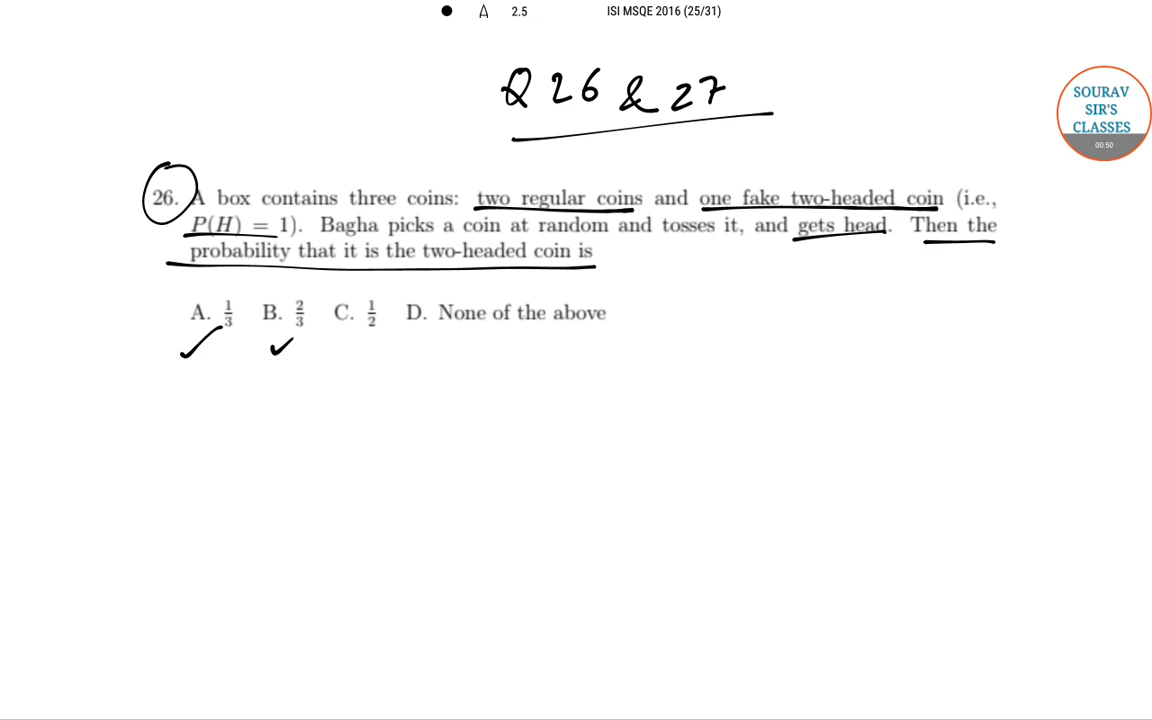 A 2.5 ISI MSQE 2016 (25/31)
Q 26 & 27
SOURAV
SIR'S
CLASSES
00:50
26. A box contains three coins: two regular coins and one fake two-headed coin (i.e.,
P(H) = 1). Bagha picks a coin at random and tosses it, and gets head. Then the
probability that it is the two-headed coin is
A. 1/3 B. 2/3 C. 1/2 D. None of the above